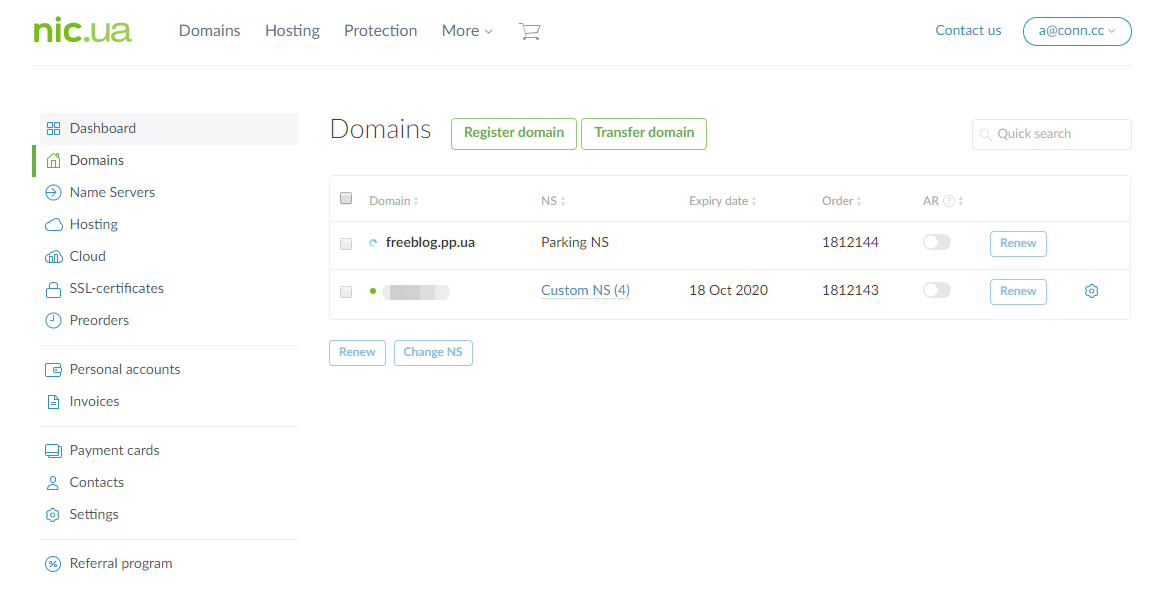 nic.ua Domains Hosting Protection More Contact us a@conn.cc
Dashboard
Domains
Name Servers
Hosting
Cloud
SSL-certificates
Preorders
Personal accounts
Invoices
Payment cards
Contacts
Settings
Referral program
Domains Register domain Transfer domain Quick search
Domain NS Expiry date Order AR ?
freeblog.pp.ua Parking NS 1812144 Renew
Custom NS (4) 18 Oct 2020 1812143 Renew
Renew Change NS